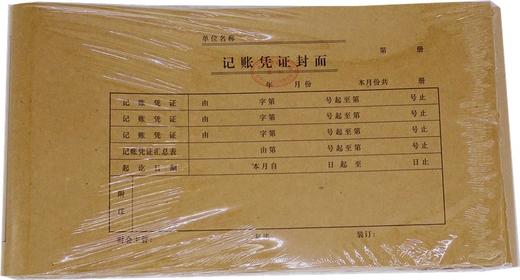 单位名称
第 册
记账凭证封面
年 月份 本月份共 册
记账凭证 由 字第 号起至第 号止
记账凭证 由 字第 号起至第 号止
记账凭证 由 字第 号起至第 号止
记账凭证汇总表 由第 号起至第 号止
起讫日期 本月自 日起至 日止
附注
财会主管: 装订: